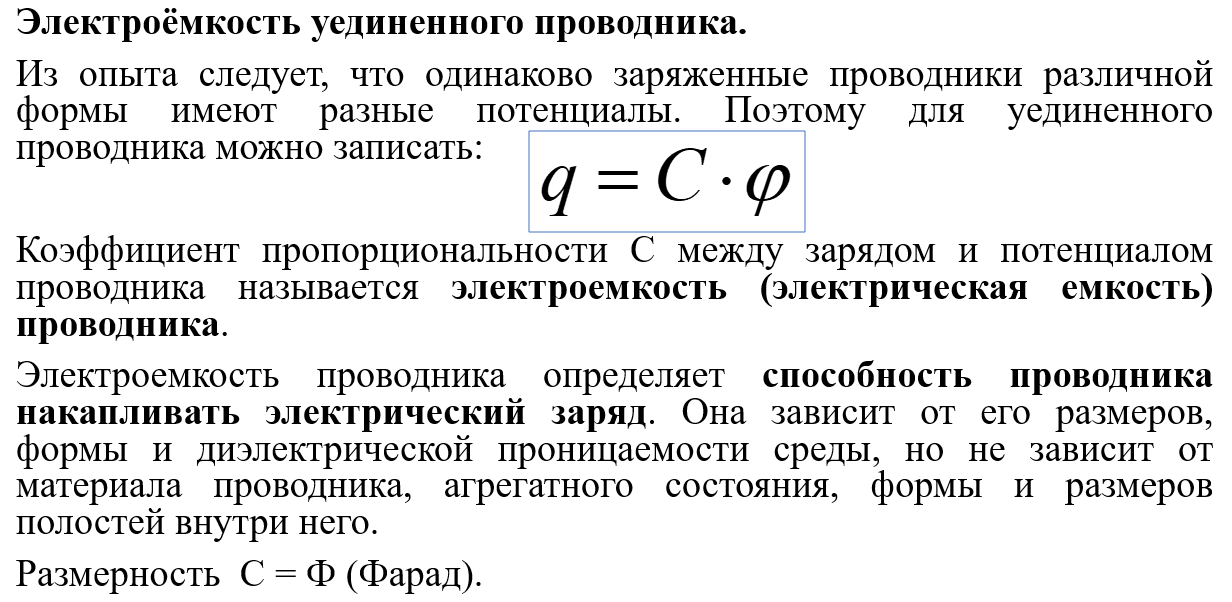 Электроёмкость уединенного проводника.
Из опыта следует, что одинаково заряженные проводники различной
формы имеют разные потенциалы. Поэтому для уединенного
проводника можно записать:
q = C · φ
Коэффициент пропорциональности С между зарядом и потенциалом
проводника называется электроемкость (электрическая емкость)
проводника.
Электроемкость проводника определяет способность проводника
накапливать электрический заряд. Она зависит от его размеров,
формы и диэлектрической проницаемости среды, но не зависит от
материала проводника, агрегатного состояния, формы и размеров
полостей внутри него.
Размерность С = Ф (Фарад).